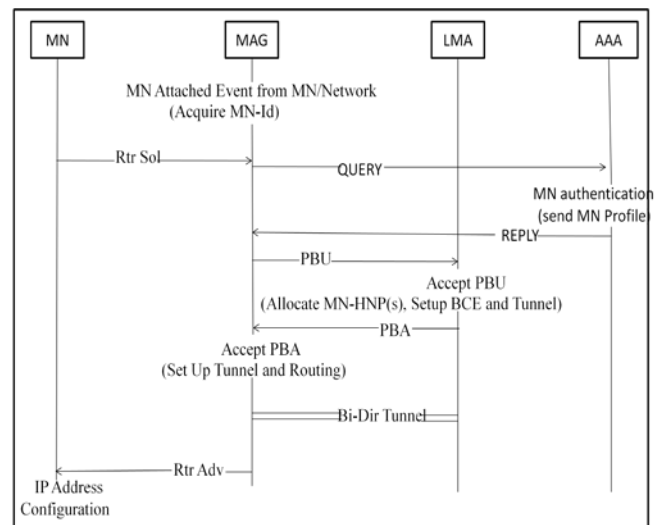 MN
MAG
LMA
AAA
MN Attached Event from MN/Network
(Acquire MN-Id)
Rtr Sol
QUERY
MN authentication
(send MN Profile)
REPLY
PBU
Accept PBU
(Allocate MN-HNP(s), Setup BCE and Tunnel)
PBA
Accept PBA
(Set Up Tunnel and Routing)
Bi-Dir Tunnel
Rtr Adv
IP Address
Configuration